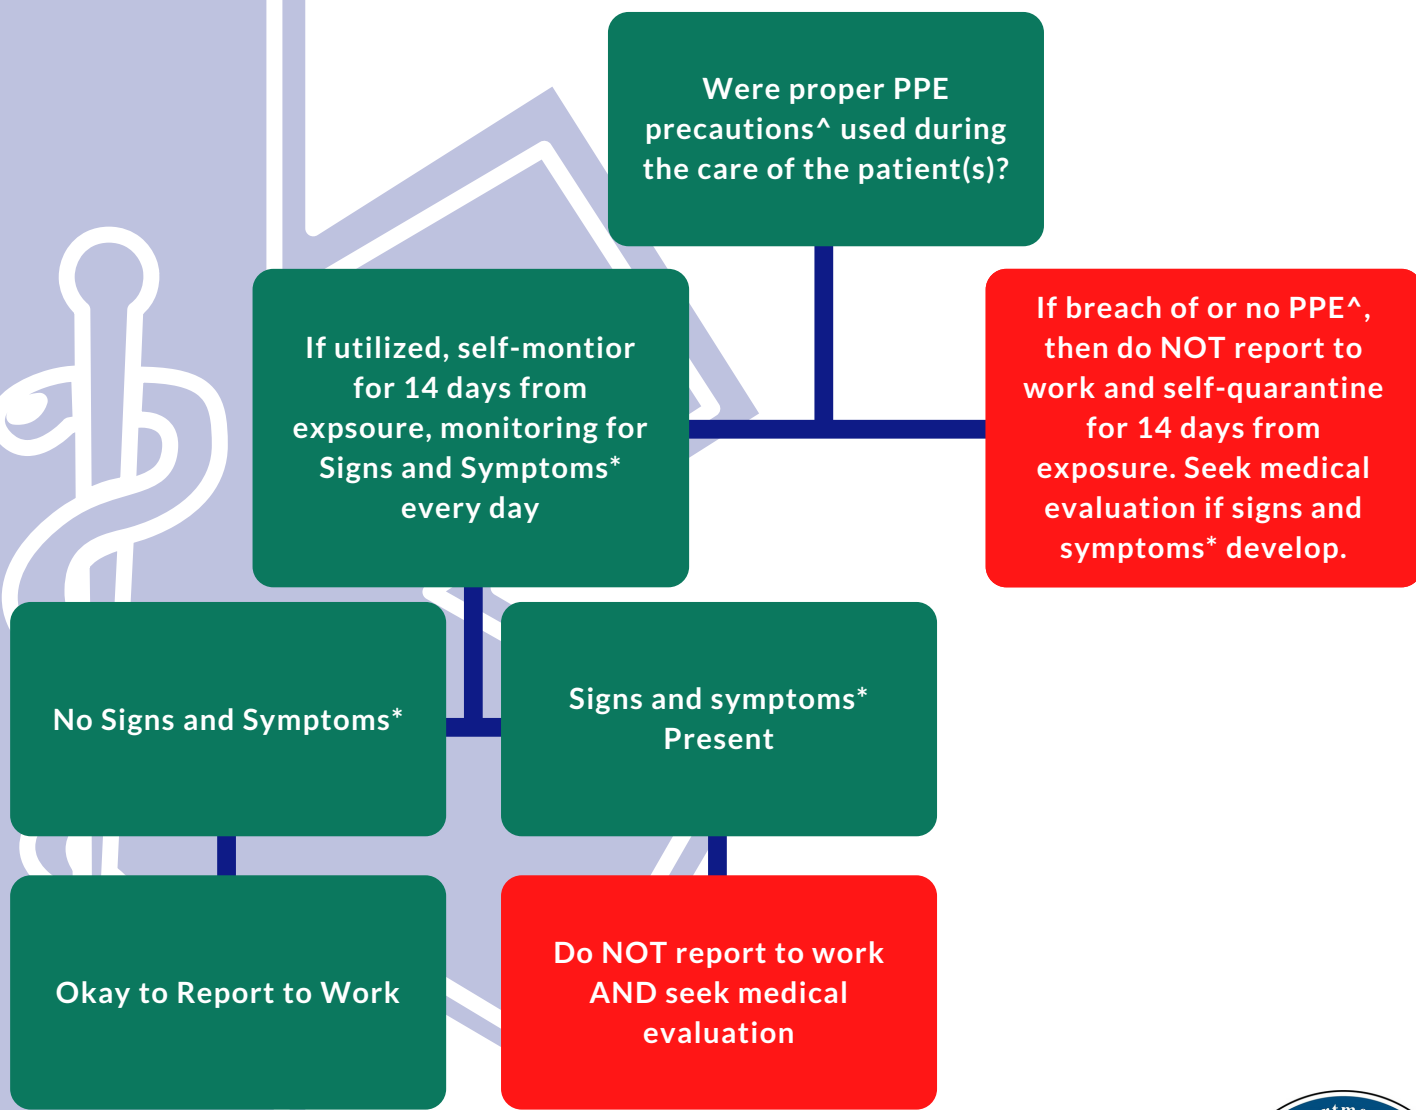 Were proper PPE
precautions^ used during
the care of the patient(s)?
If utilized, self-montior
for 14 days from
expsoure, monitoring for
Signs and Symptoms*
every day
If breach of or no PPE^,
then do NOT report to
work and self-quarantine
for 14 days from
exposure. Seek medical
evaluation if signs and
symptoms* develop.
No Signs and Symptoms*
Signs and symptoms*
Present
Okay to Report to Work
Do NOT report to work
AND seek medical
evaluation